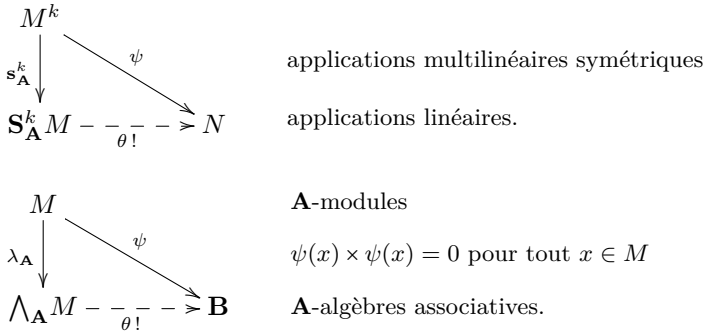 M^k
s_A^k
ψ
applications multilinéaires symétriques
S_A^k M
θ!
N
applications linéaires.
M
A-modules
λ_A
ψ
ψ(x) × ψ(x) = 0 pour tout x ∈ M
⋀_A M
θ!
B
A-algèbres associatives.